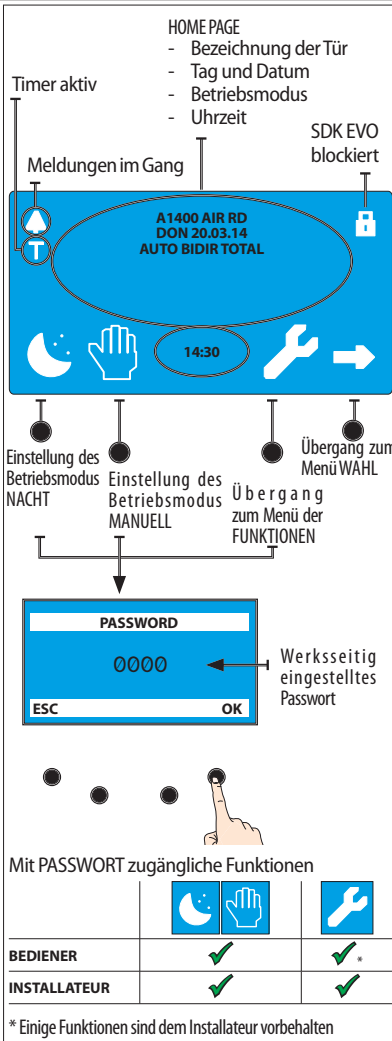 HOME PAGE
- Bezeichnung der Tür
- Tag und Datum
- Betriebsmodus
- Uhrzeit
Timer aktiv
SDK EVO
blockiert
Meldungen im Gang
A1400 AIR RD
DON 20.03.14
AUTO BIDIR TOTAL
T
14:30
Einstellung des
Betriebsmodus
NACHT
Einstellung des
Betriebsmodus
MANUELL
Übergang
zum Menü der
FUNKTIONEN
Übergang zum
Menü WAHL
PASSWORD
0000
ESC OK
Werksseitig
eingestelltes
Passwort
Mit PASSWORT zugängliche Funktionen
BEDIENER *
INSTALLATEUR
* Einige Funktionen sind dem Installateur vorbehalten